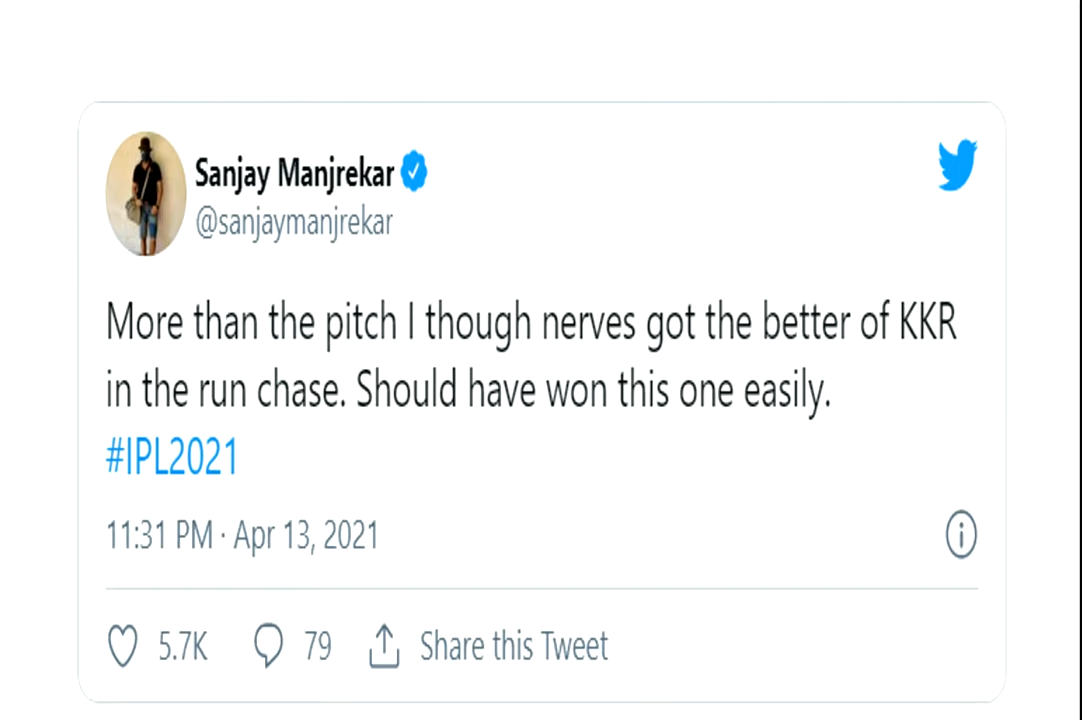 Sanjay Manjrekar
@sanjaymanjrekar
More than the pitch I though nerves got the better of KKR
in the run chase. Should have won this one easily.
#IPL2021
11:31 PM · Apr 13, 2021
5.7K 79 Share this Tweet